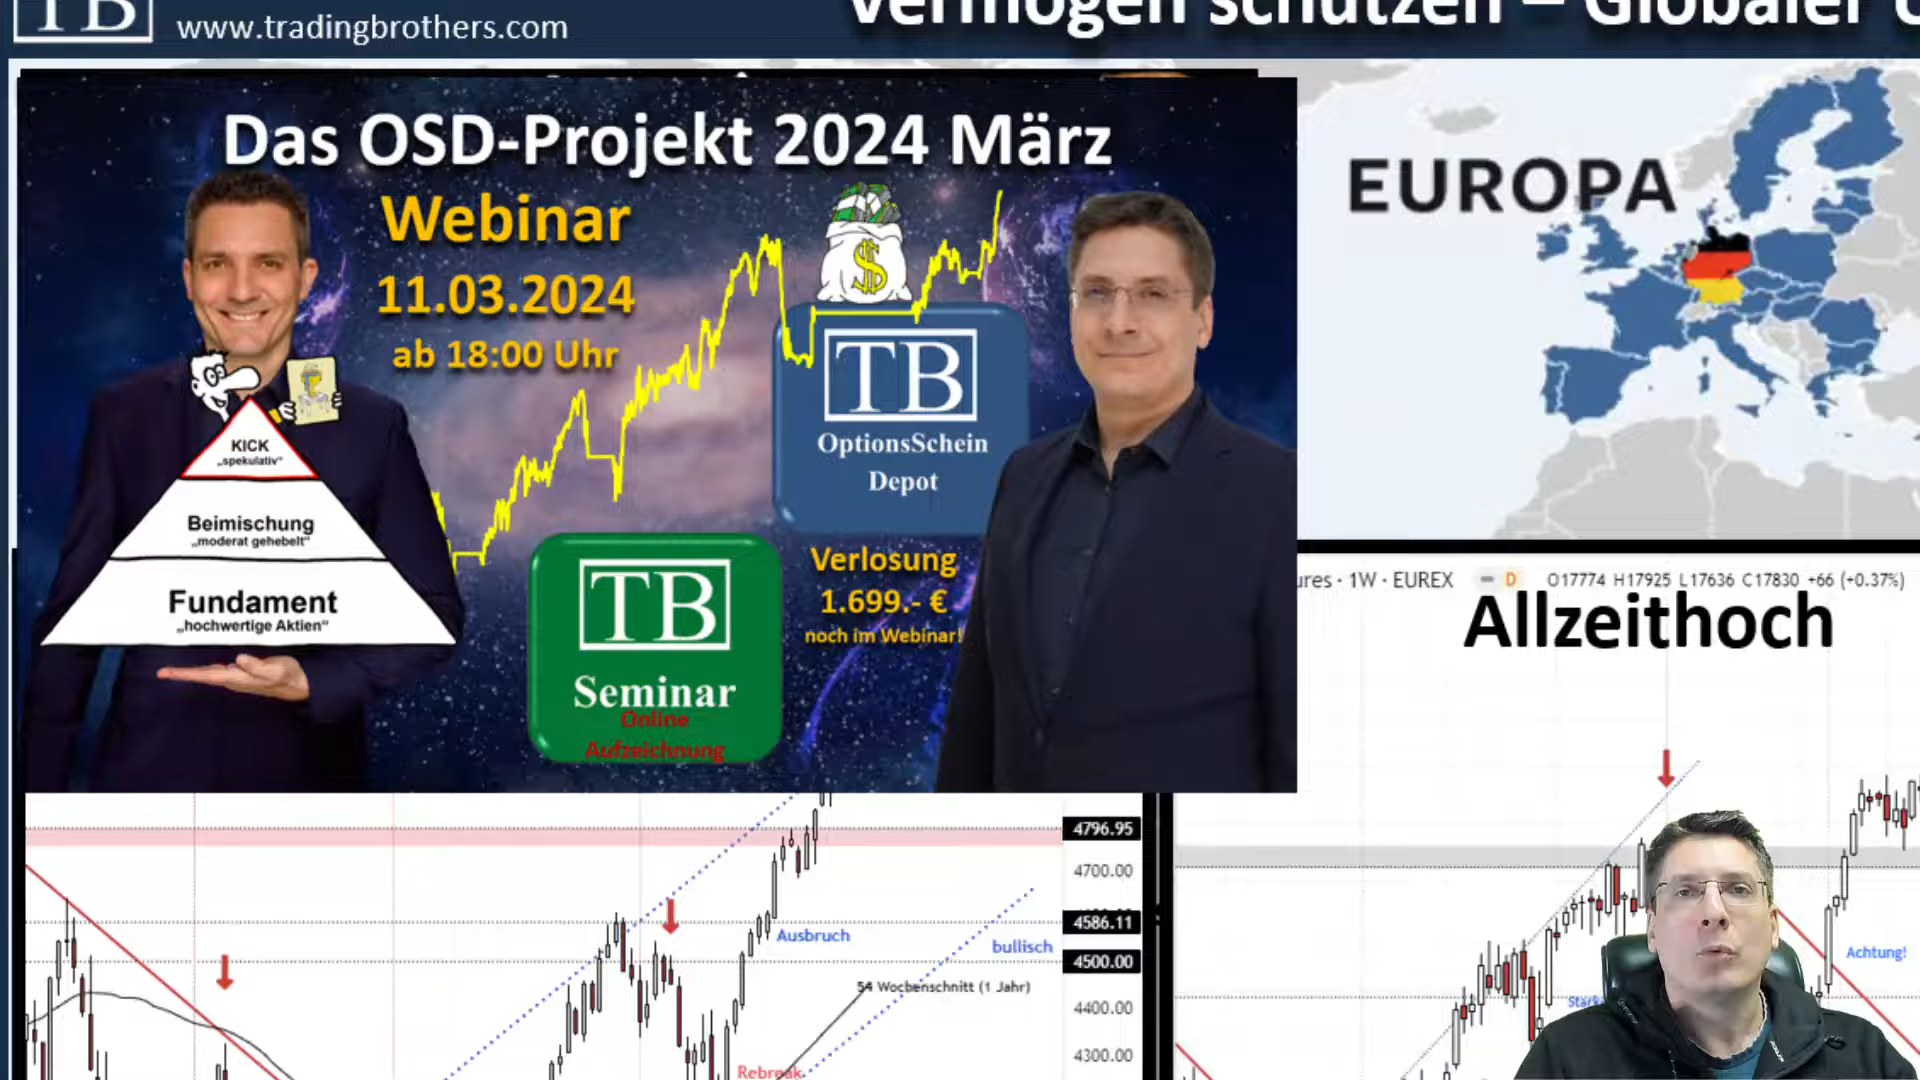 TB
www.tradingbrothers.com
Vermögen schützen – Globaler
Das OSD-Projekt 2024 März
Webinar
11.03.2024
ab 18:00 Uhr
EUROPA
KICK
„spekulativ"
Beimischung
„moderat gehebelt"
Fundament
„hochwertige Aktien"
TB
OptionsSchein
Depot
TB
Seminar
Online
Aufzeichnung
Verlosung
1.699.- €
noch im Webinar!
ures · 1W · EUREX D O17774 H17925 L17636 C17830 +66 (+0.37%)
Allzeithoch
4796.95
4700.00
4586.11
4500.00
4400.00
4300.00
Ausbruch
bullisch
54 Wochenschnitt (1 Jahr)
Rebreak
Achtung!